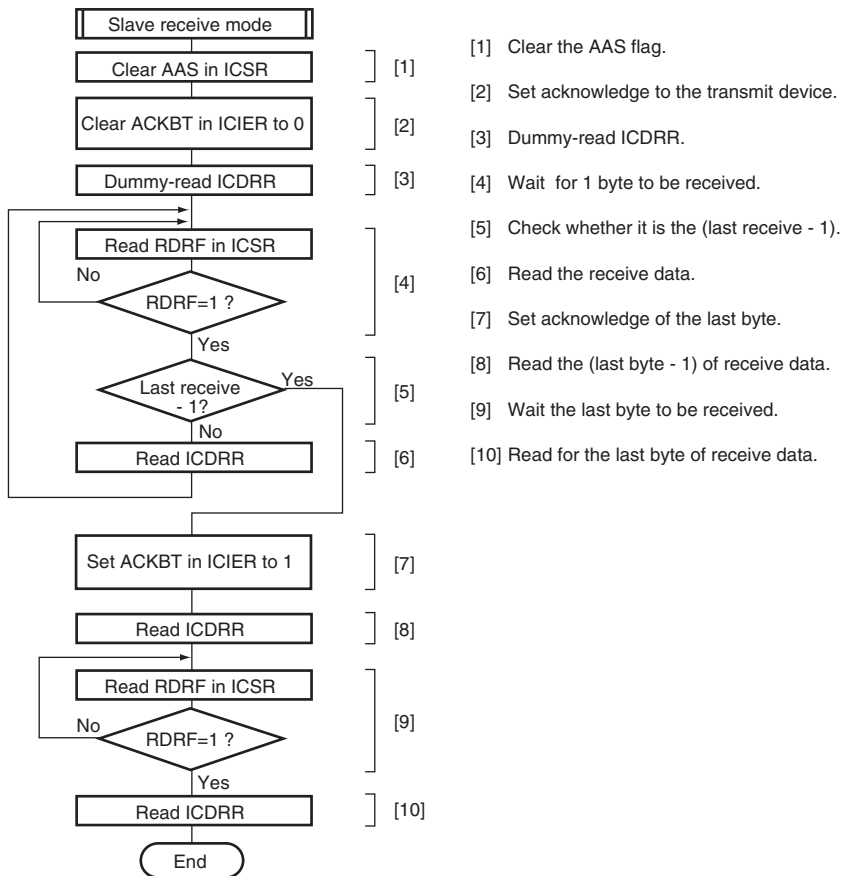 Slave receive mode
Clear AAS in ICSR
[1]
Clear ACKBT in ICIER to 0
[2]
Dummy-read ICDRR
[3]
Read RDRF in ICSR
No
RDRF=1 ?
[4]
Yes
Last receive
- 1?
Yes
[5]
No
Read ICDRR
[6]
Set ACKBT in ICIER to 1
[7]
Read ICDRR
[8]
Read RDRF in ICSR
No
RDRF=1 ?
[9]
Yes
Read ICDRR
[10]
End
[1] Clear the AAS flag.
[2] Set acknowledge to the transmit device.
[3] Dummy-read ICDRR.
[4] Wait for 1 byte to be received.
[5] Check whether it is the (last receive - 1).
[6] Read the receive data.
[7] Set acknowledge of the last byte.
[8] Read the (last byte - 1) of receive data.
[9] Wait the last byte to be received.
[10] Read for the last byte of receive data.